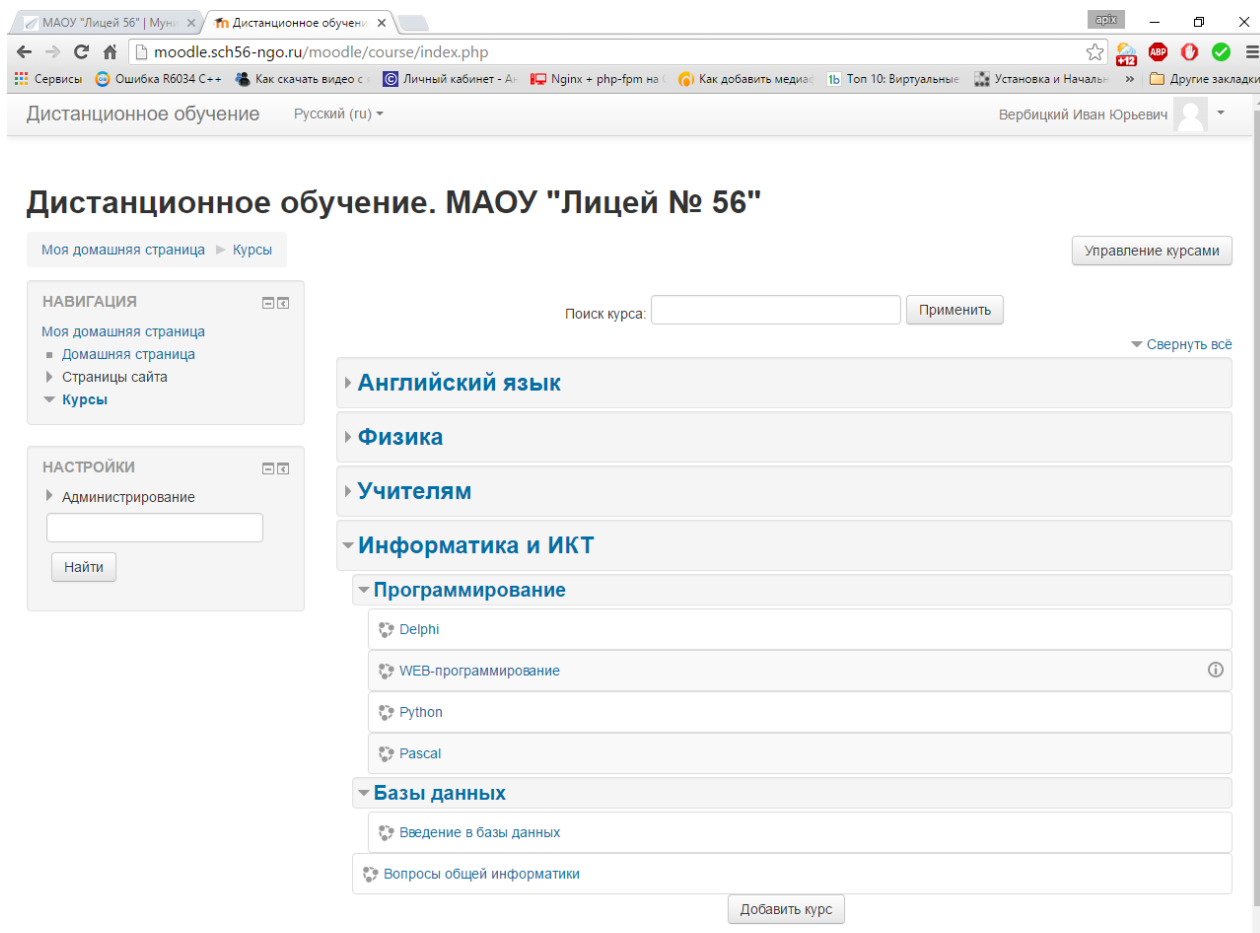 МАОУ "Лицей 56" | Муни
Дистанционное обучени
apix
moodle.sch56-ngo.ru/moodle/course/index.php
+12
ABP
Сервисы
Ошибка R6034 C++
Как скачать видео с
Личный кабинет - Аг
Nginx + php-fpm на
Как добавить медиа
1b
Топ 10: Виртуальные
Установка и Началь
»
Другие закладки
Дистанционное обучение
Русский (ru)
Вербицкий Иван Юрьевич
Дистанционное обучение. МАОУ "Лицей № 56"
Моя домашняя страница
Курсы
Управление курсами
НАВИГАЦИЯ
Моя домашняя страница
Домашняя страница
Страницы сайта
Курсы
НАСТРОЙКИ
Администрирование
Найти
Поиск курса:
Применить
Свернуть всё
Английский язык
Физика
Учителям
Информатика и ИКТ
Программирование
Delphi
WEB-программирование
Python
Pascal
Базы данных
Введение в базы данных
Вопросы общей информатики
Добавить курс